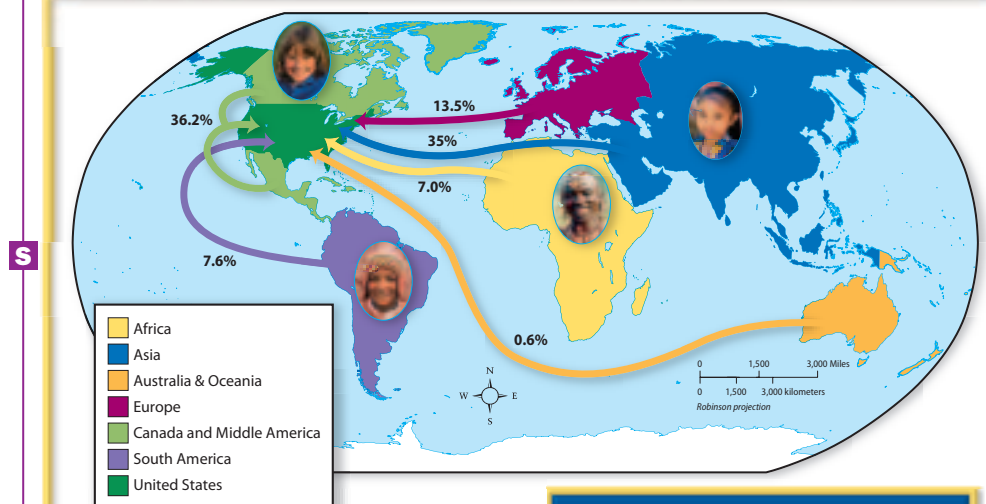 13.5%
36.2%
35%
7.0%
S
7.6%
0.6%
N
W E
S
0 1,500 3,000 Miles
0 1,500 3,000 kilometers
Robinson projection
Africa
Asia
Australia & Oceania
Europe
Canada and Middle America
South America
United States